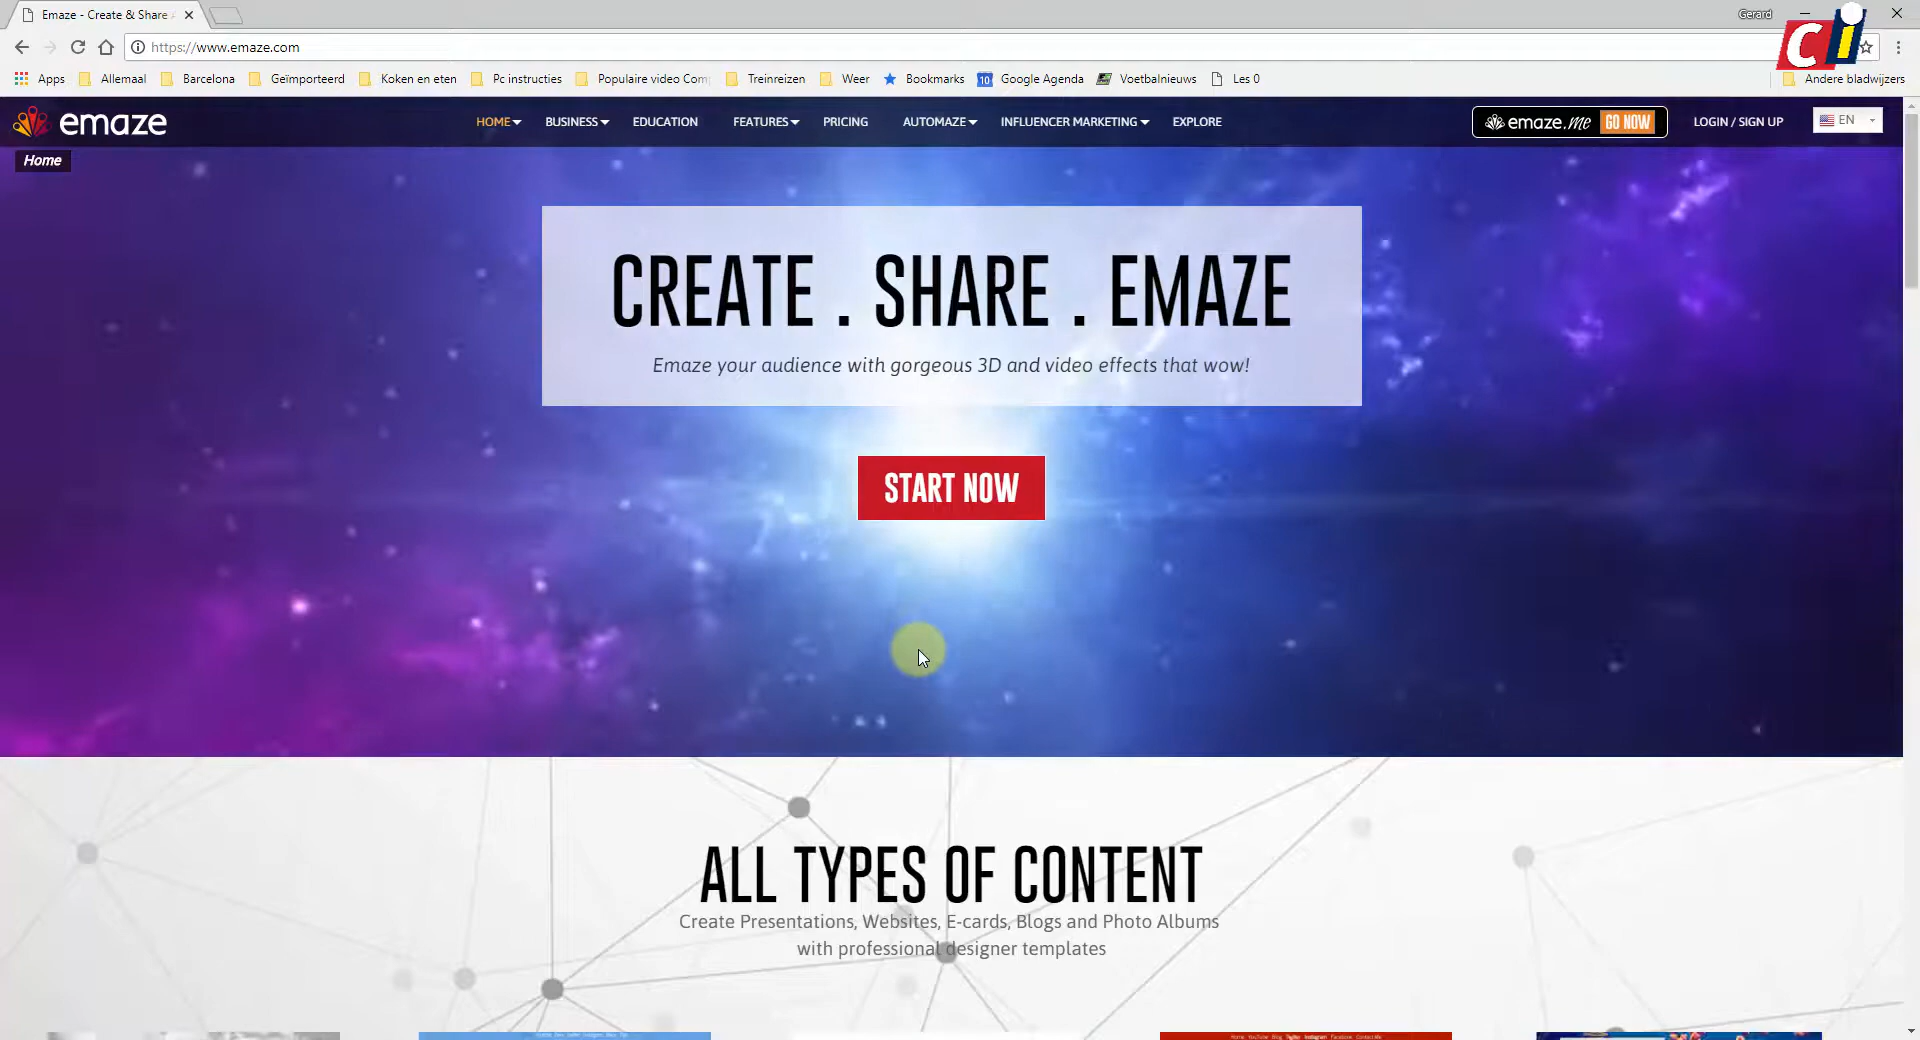 Emaze - Create & Share
Gerard
Ci
https://www.emaze.com
Apps Allemaal Barcelona Geïmporteerd Koken en eten Pc instructies Populaire video Com Treinreizen Weer Bookmarks 10 Google Agenda Voetbalnieuws Les 0 Andere bladwijzers
emaze HOME BUSINESS EDUCATION FEATURES PRICING AUTOMAZE INFLUENCER MARKETING EXPLORE emaze.me GO NOW LOGIN / SIGN UP EN
Home
CREATE . SHARE . EMAZE
Emaze your audience with gorgeous 3D and video effects that wow!
START NOW
ALL TYPES OF CONTENT
Create Presentations, Websites, E-cards, Blogs and Photo Albums
with professional designer templates